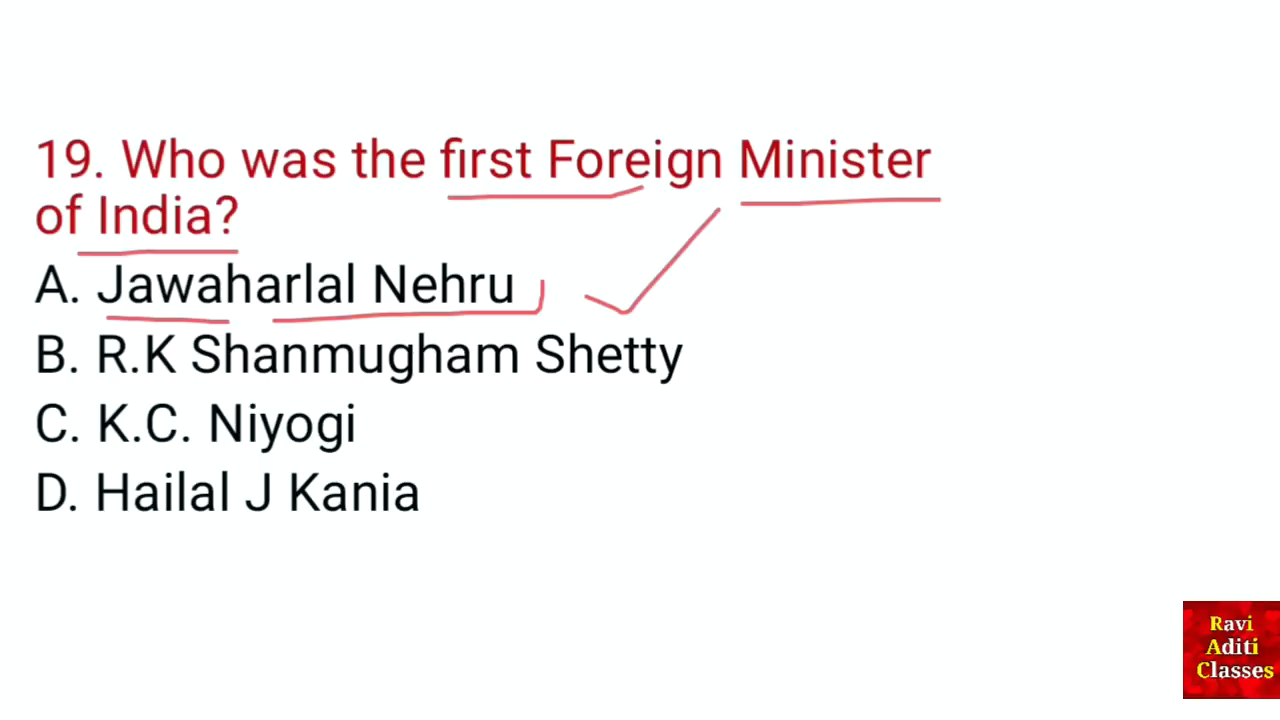 19. Who was the first Foreign Minister
of India?
A. Jawaharlal Nehru
B. R.K Shanmugham Shetty
C. K.C. Niyogi
D. Hailal J Kania
Ravi
Aditi
Classes